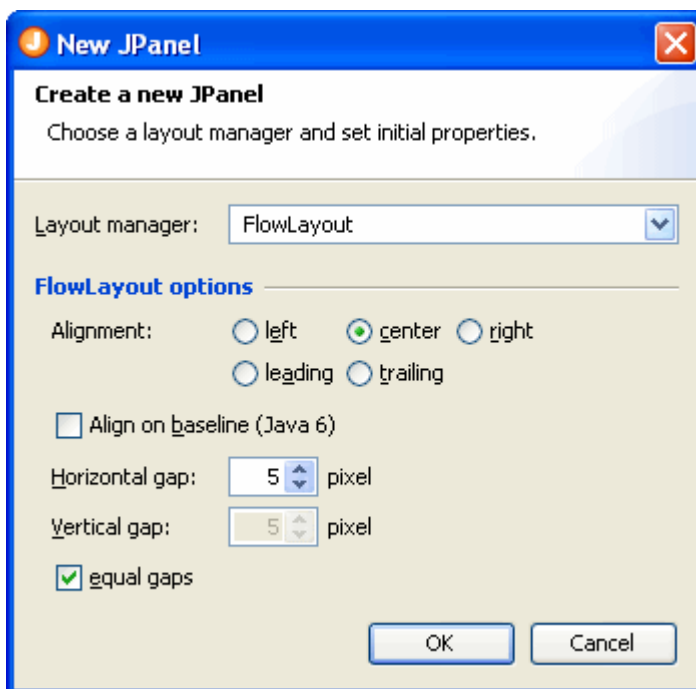 New JPanel
Create a new JPanel
Choose a layout manager and set initial properties.
Layout manager: FlowLayout
FlowLayout options
Alignment: left center right
leading trailing
Align on baseline (Java 6)
Horizontal gap: 5 pixel
Vertical gap: 5 pixel
equal gaps
OK Cancel